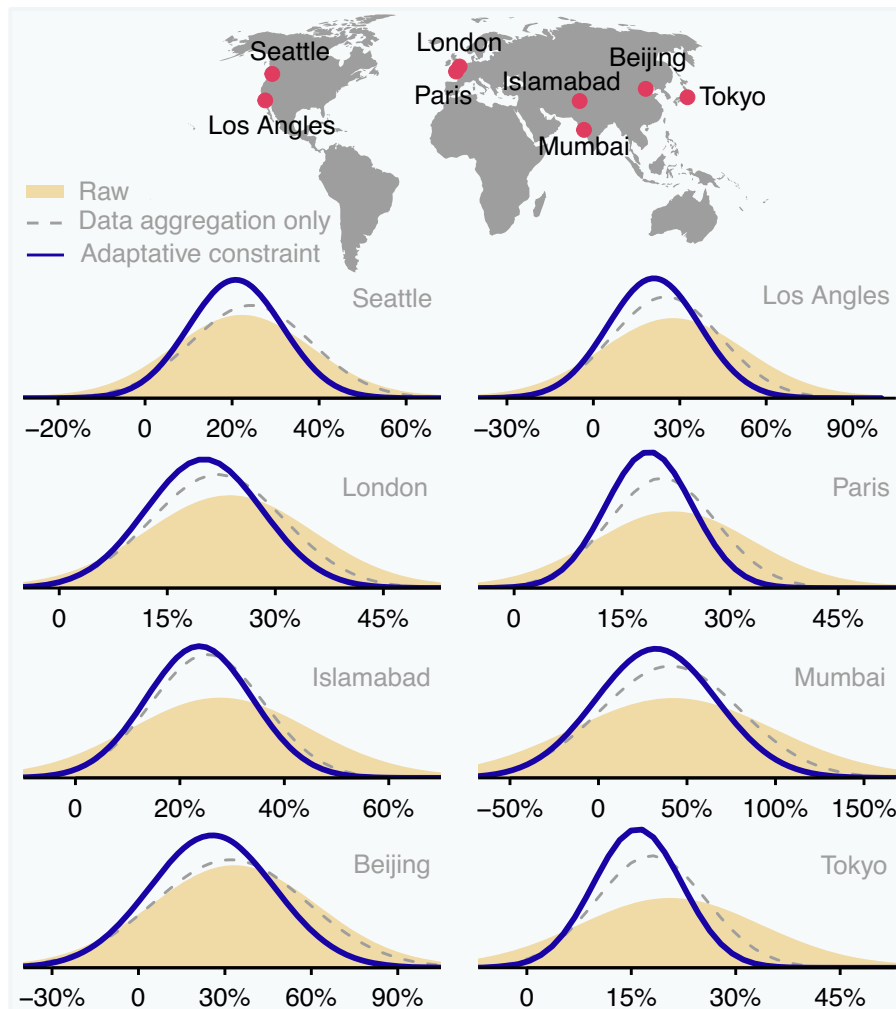 Seattle
London
Beijing
Islamabad
Paris
Tokyo
Los Angles
Mumbai
Raw
Data aggregation only
Adaptative constraint
Seattle
Los Angles
−20% 0 20% 40% 60%
−30% 0 30% 60% 90%
London
Paris
0 15% 30% 45%
0 15% 30% 45%
Islamabad
Mumbai
0 20% 40% 60%
-50% 0 50% 100% 150%
Beijing
Tokyo
−30% 0 30% 60% 90%
0 15% 30% 45%